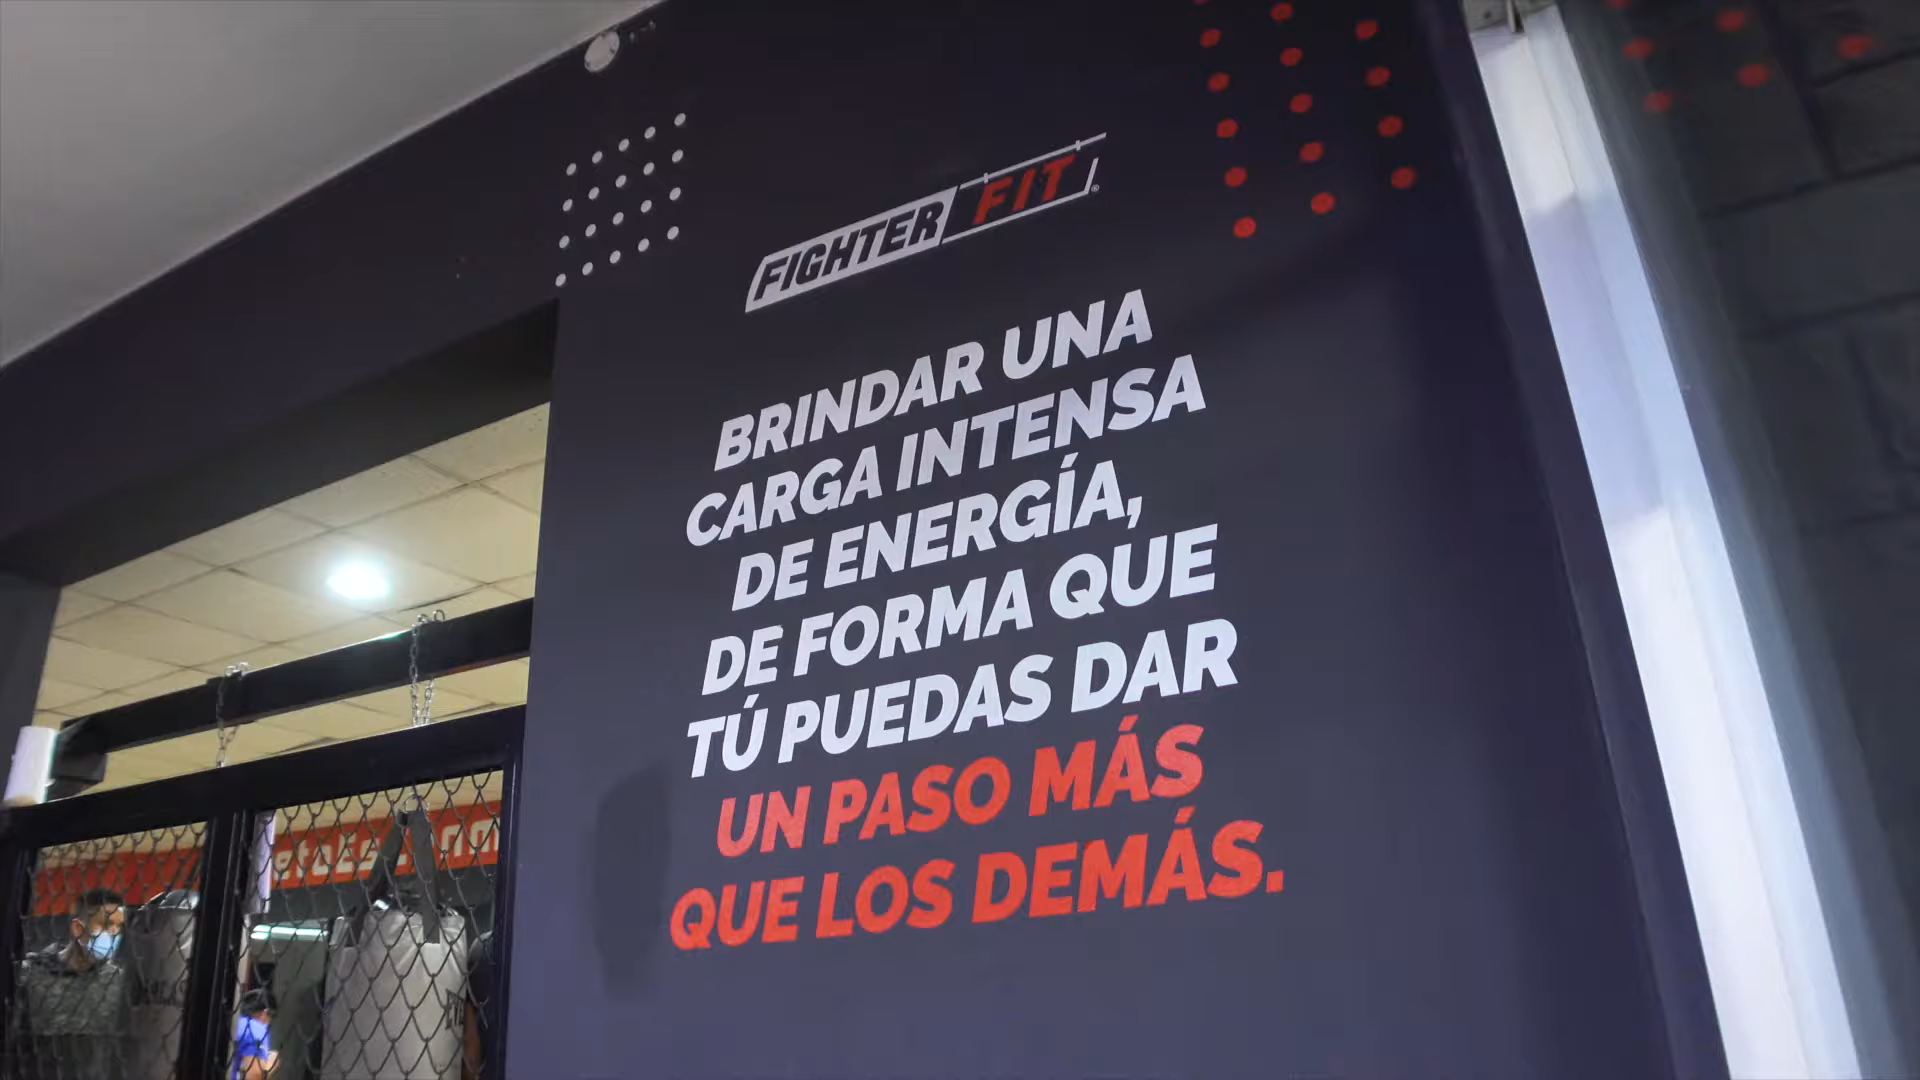 FIGHTER FIT
BRINDAR UNA
CARGA INTENSA
DE ENERGÍA,
DE FORMA QUE
TÚ PUEDAS DAR
UN PASO MÁS
QUE LOS DEMÁS.